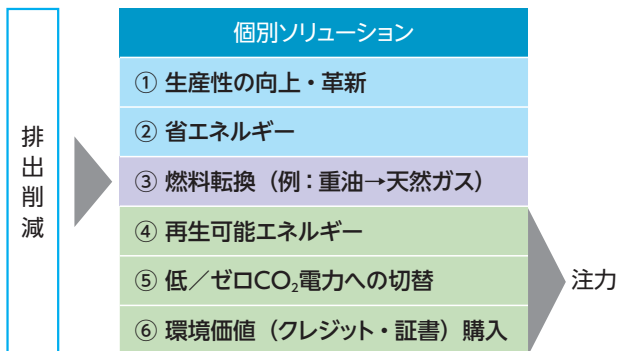 排出削減
個別ソリューション
① 生産性の向上・革新
② 省エネルギー
③ 燃料転換（例：重油→天然ガス）
④ 再生可能エネルギー
⑤ 低／ゼロCO₂電力への切替
⑥ 環境価値（クレジット・証書）購入
注力